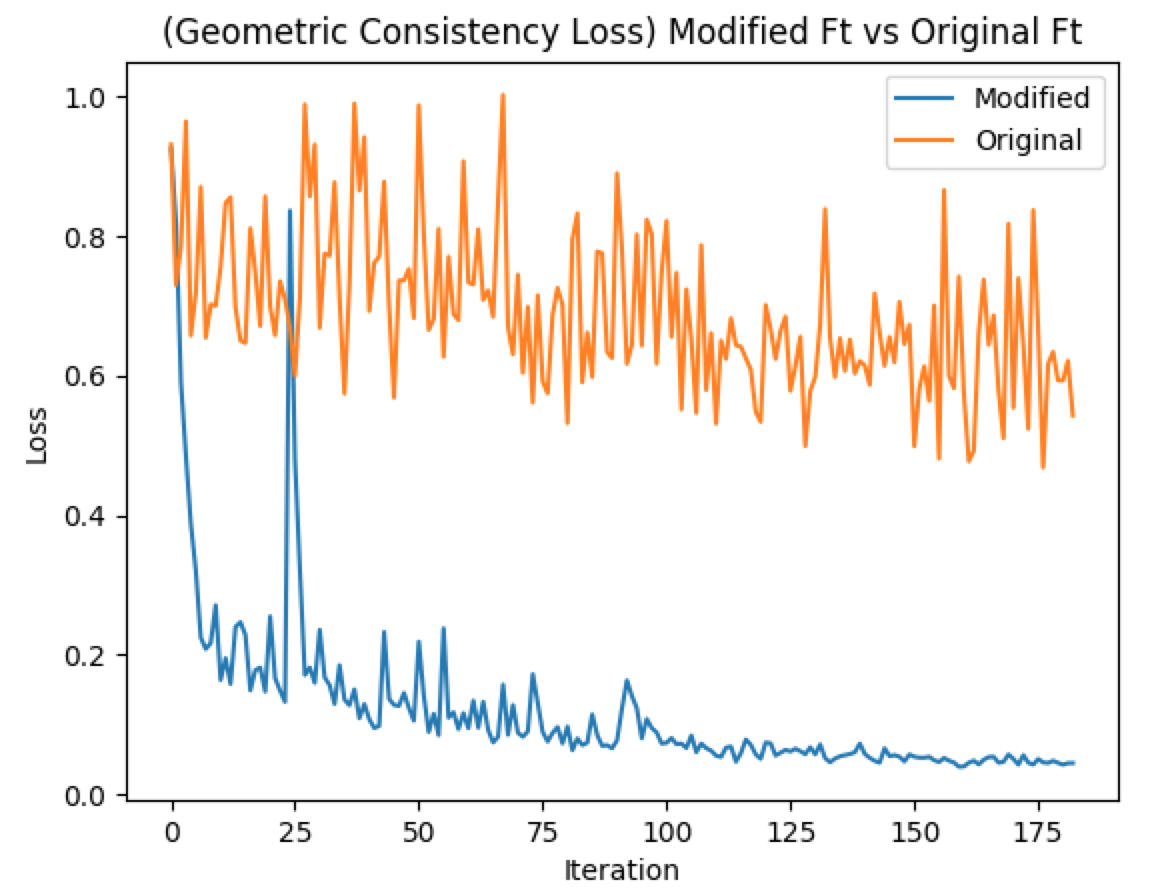 (Geometric Consistency Loss) Modified Ft vs Original Ft
Modified
Original
1.0
0.8
0.6
0.4
0.2
0.0
Loss
0 25 50 75 100 125 150 175
Iteration